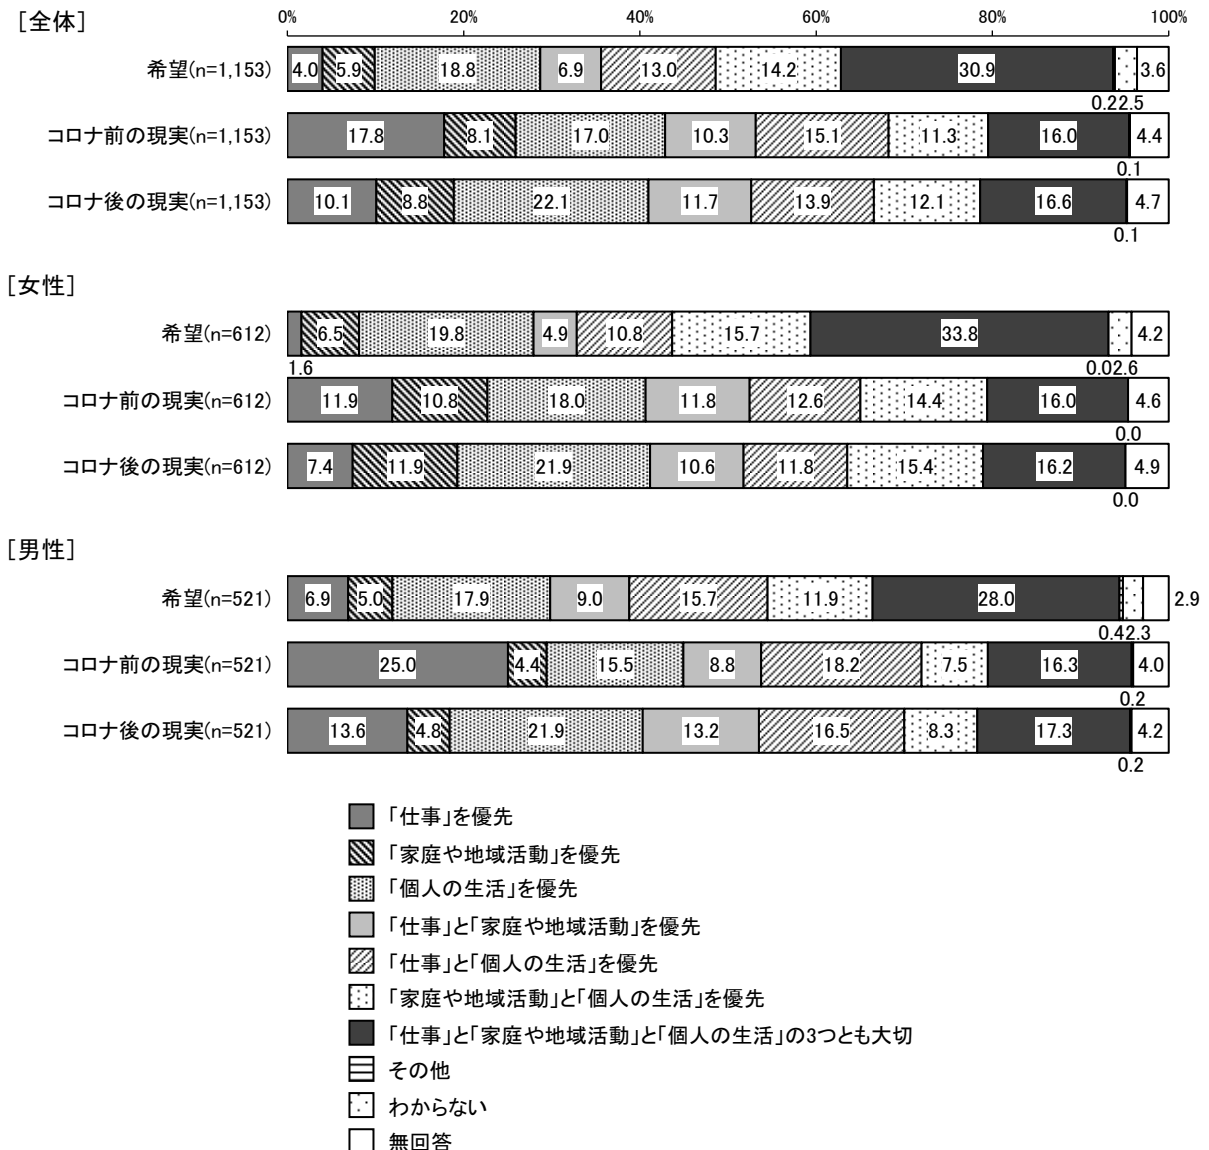 ［全体］
0% 20% 40% 60% 80% 100%
希望(n=1,153) 4.0 5.9 18.8 6.9 13.0 14.2 30.9 3.6
0.2 2.5
コロナ前の現実(n=1,153) 17.8 8.1 17.0 10.3 15.1 11.3 16.0 4.4
0.1
コロナ後の現実(n=1,153) 10.1 8.8 22.1 11.7 13.9 12.1 16.6 4.7
0.1
［女性］
希望(n=612) 6.5 19.8 4.9 10.8 15.7 33.8 4.2
1.6 0.0 2.6
コロナ前の現実(n=612) 11.9 10.8 18.0 11.8 12.6 14.4 16.0 4.6
0.0
コロナ後の現実(n=612) 7.4 11.9 21.9 10.6 11.8 15.4 16.2 4.9
0.0
［男性］
希望(n=521) 6.9 5.0 17.9 9.0 15.7 11.9 28.0 2.9
0.4 2.3
コロナ前の現実(n=521) 25.0 4.4 15.5 8.8 18.2 7.5 16.3 4.0
0.2
コロナ後の現実(n=521) 13.6 4.8 21.9 13.2 16.5 8.3 17.3 4.2
0.2
「仕事」を優先
「家庭や地域活動」を優先
「個人の生活」を優先
「仕事」と「家庭や地域活動」を優先
「仕事」と「個人の生活」を優先
「家庭や地域活動」と「個人の生活」を優先
「仕事」と「家庭や地域活動」と「個人の生活」の3つとも大切
その他
わからない
無回答